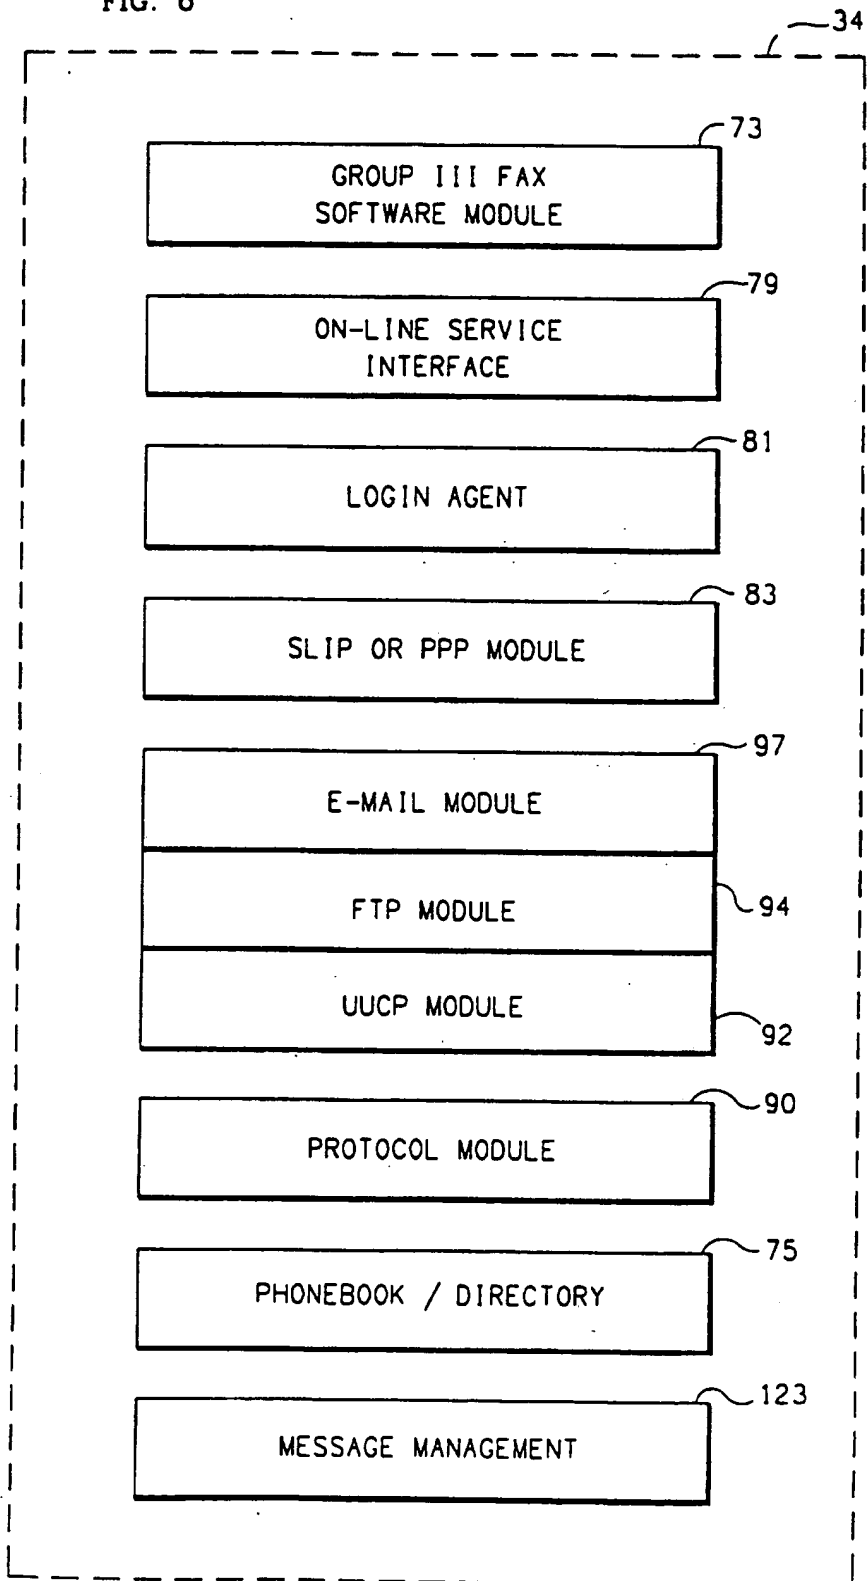 FIG. 6
34
73
GROUP III FAX
SOFTWARE MODULE
79
ON-LINE SERVICE
INTERFACE
81
LOGIN AGENT
83
SLIP OR PPP MODULE
97
E-MAIL MODULE
FTP MODULE
94
UUCP MODULE
92
90
PROTOCOL MODULE
75
PHONEBOOK / DIRECTORY
123
MESSAGE MANAGEMENT